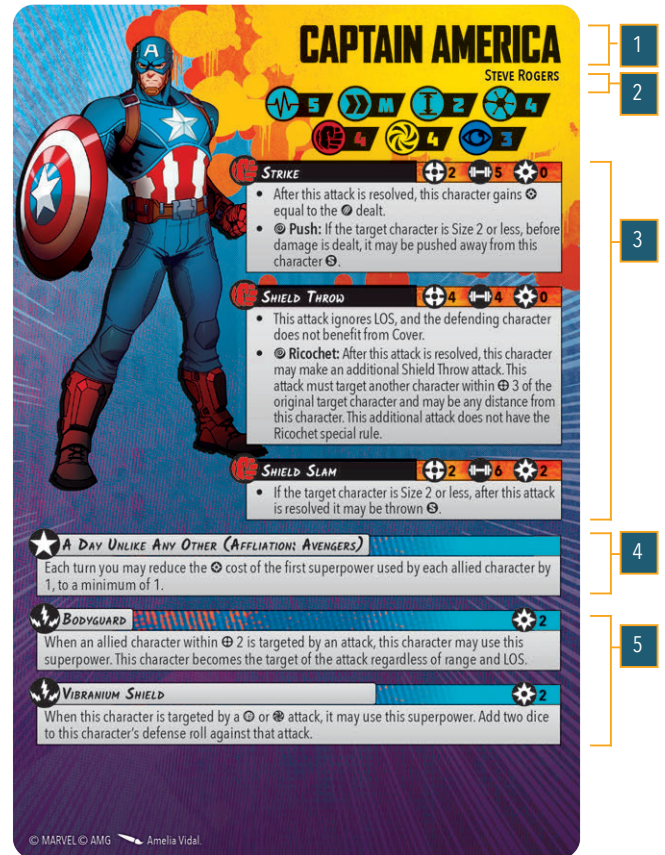 CAPTAIN AMERICA
STEVE ROGERS
A
5 M 2 4
4 4 3
STRIKE 2 5 0
• After this attack is resolved, this character gains
equal to the dealt.
• Push: If the target character is Size 2 or less, before
damage is dealt, it may be pushed away from this
character S.
SHIELD THROW 4 4 0
• This attack ignores LOS, and the defending character
does not benefit from Cover.
• Ricochet: After this attack is resolved, this character
may make an additional Shield Throw attack. This
attack must target another character within 3 of the
original target character and may be any distance from
this character. This additional attack does not have the
Ricochet special rule.
SHIELD SLAM 2 6 2
• If the target character is Size 2 or less, after this attack
is resolved it may be thrown S.
A DAY UNLIKE ANY OTHER (AFFLIATION: AVENGERS)
Each turn you may reduce the cost of the first superpower used by each allied character by
1, to a minimum of 1.
BODYGUARD 2
When an allied character within 2 is targeted by an attack, this character may use this
superpower. This character becomes the target of the attack regardless of range and LOS.
VIBRANIUM SHIELD 2
When this character is targeted by a or attack, it may use this superpower. Add two dice
to this character's defense roll against that attack.
© MARVEL © AMG Amelia Vidal.
1
2
3
4
5